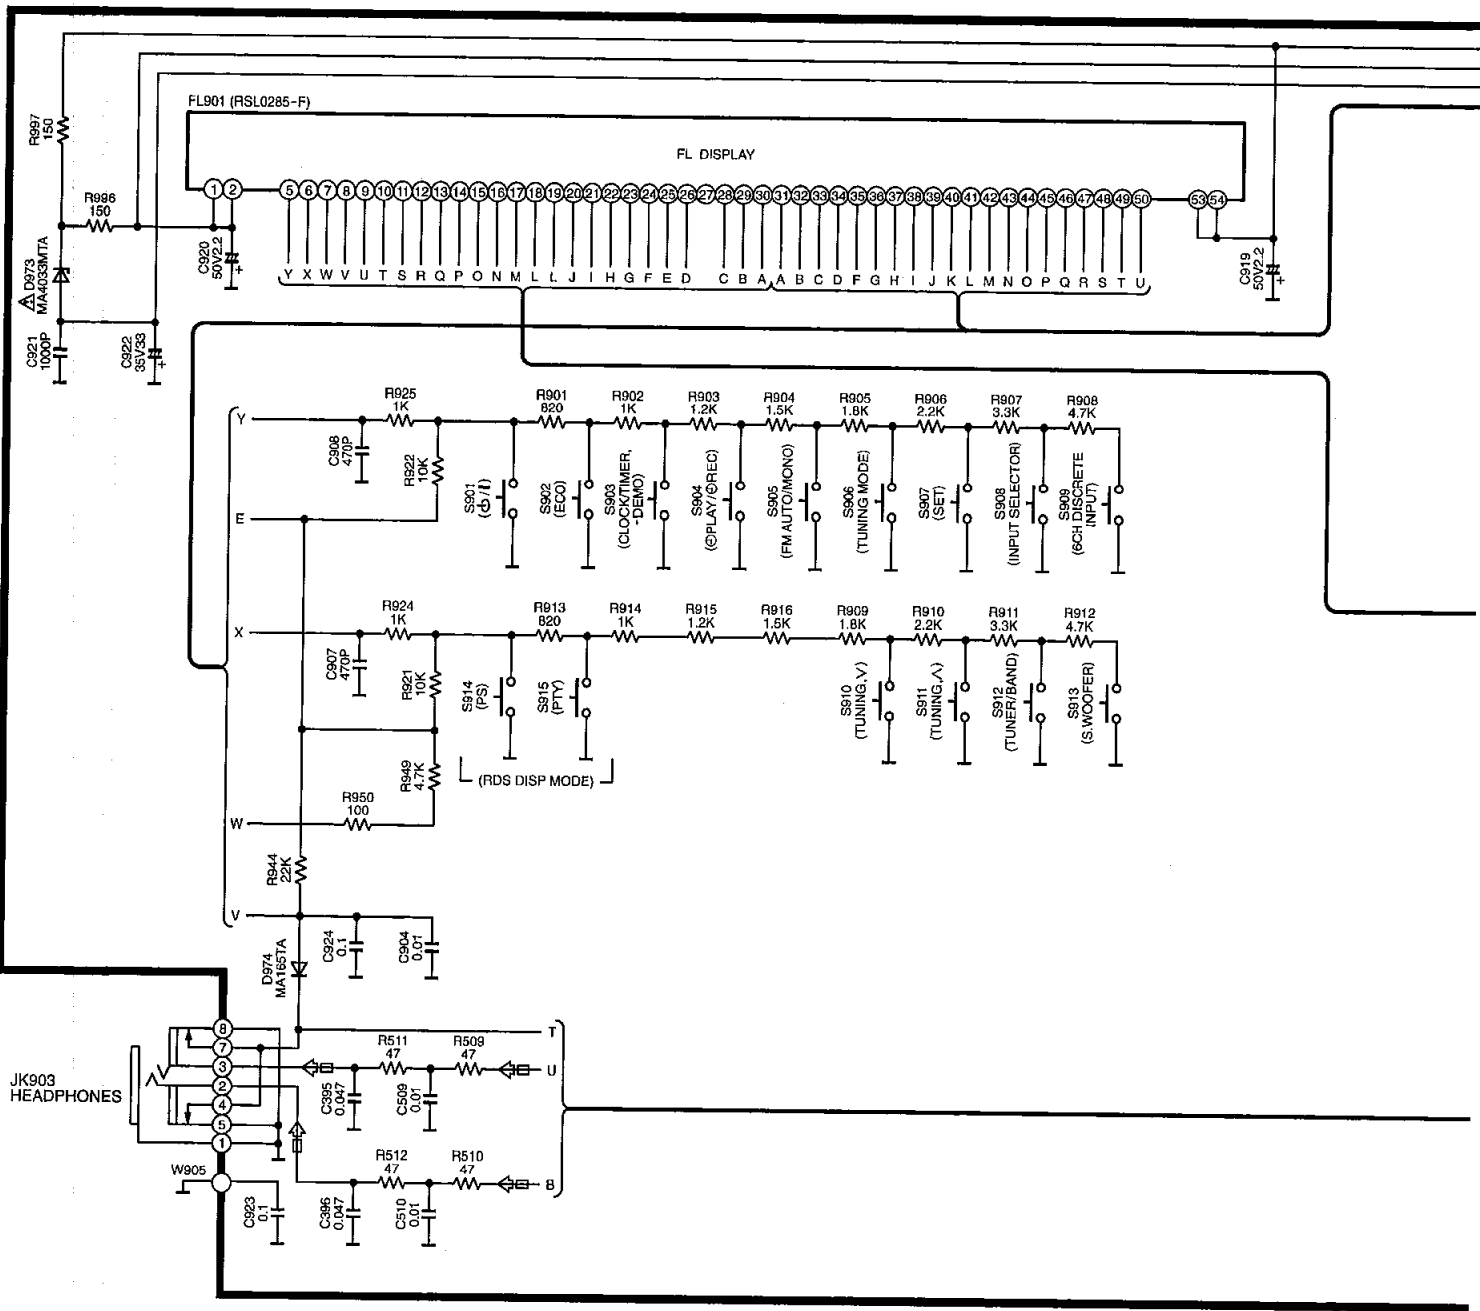 FL901 (RSL0285-F)
FL DISPLAY
R997
150
R996
150
1 2 5 6 7 8 9 10 11 12 13 14 15 16 17 18 19 20 21 22 23 24 25 26 27 28 29 30 31 32 33 34 35 36 37 38 39 40 41 42 43 44 45 46 47 48 49 50 53 54
D973
MA4033MTA
C920
50V2.2
+
Y X W V U T S R Q P O N M L L J I H G F E D C B A A B C D F G H I J K L M N O P Q R S T U
C919
50V2.2
+
C921
1000P
C922
35V33
+
Y
R925
1K
R901
820
R902
1K
R903
1.2K
R904
1.5K
R905
1.8K
R906
2.2K
R907
3.3K
R908
4.7K
C908
470P
R922
10K
S901
(⏻/I)
S902
(ECO)
S903
(CLOCK/TIMER,
-DEMO)
S904
(⊙PLAY/⊙REC)
S905
(FM AUTO/MONO)
S906
(TUNING MODE)
S907
(SET)
S908
(INPUT SELECTOR)
S909
(6CH DISCRETE
INPUT)
E
X
R924
1K
R913
820
R914
1K
R915
1.2K
R916
1.5K
R909
1.8K
R910
2.2K
R911
3.3K
R912
4.7K
C907
470P
R921
10K
S914
(PS)
S915
(PTY)
S910
(TUNING,∨)
S911
(TUNING,∧)
S912
(TUNER/BAND)
S913
(S.WOOFER)
R949
4.7K
(RDS DISP MODE)
W
R950
100
R944
22K
V
D974
MA165TA
C924
0.1
C904
0.01
JK903
HEADPHONES
8
7
3
2
4
5
1
T
R511
47
R509
47
U
C395
0.047
C509
0.01
R512
47
R510
47
B
W905
C923
0.1
C396
0.047
C510
0.01